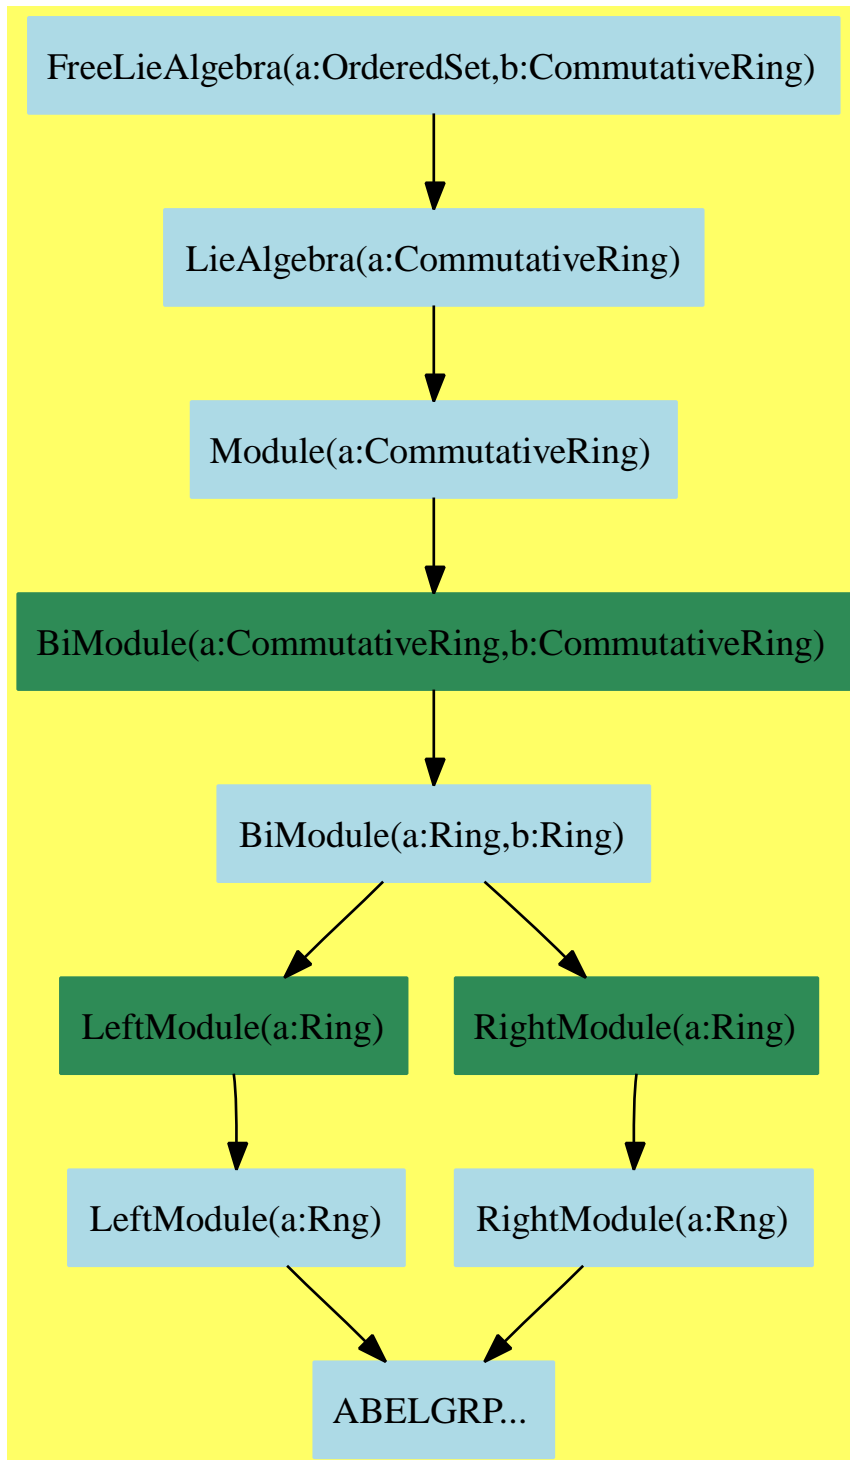 FreeLieAlgebra(a:OrderedSet,b:CommutativeRing)
LieAlgebra(a:CommutativeRing)
Module(a:CommutativeRing)
BiModule(a:CommutativeRing,b:CommutativeRing)
BiModule(a:Ring,b:Ring)
LeftModule(a:Ring)
RightModule(a:Ring)
LeftModule(a:Rng)
RightModule(a:Rng)
ABELGRP...